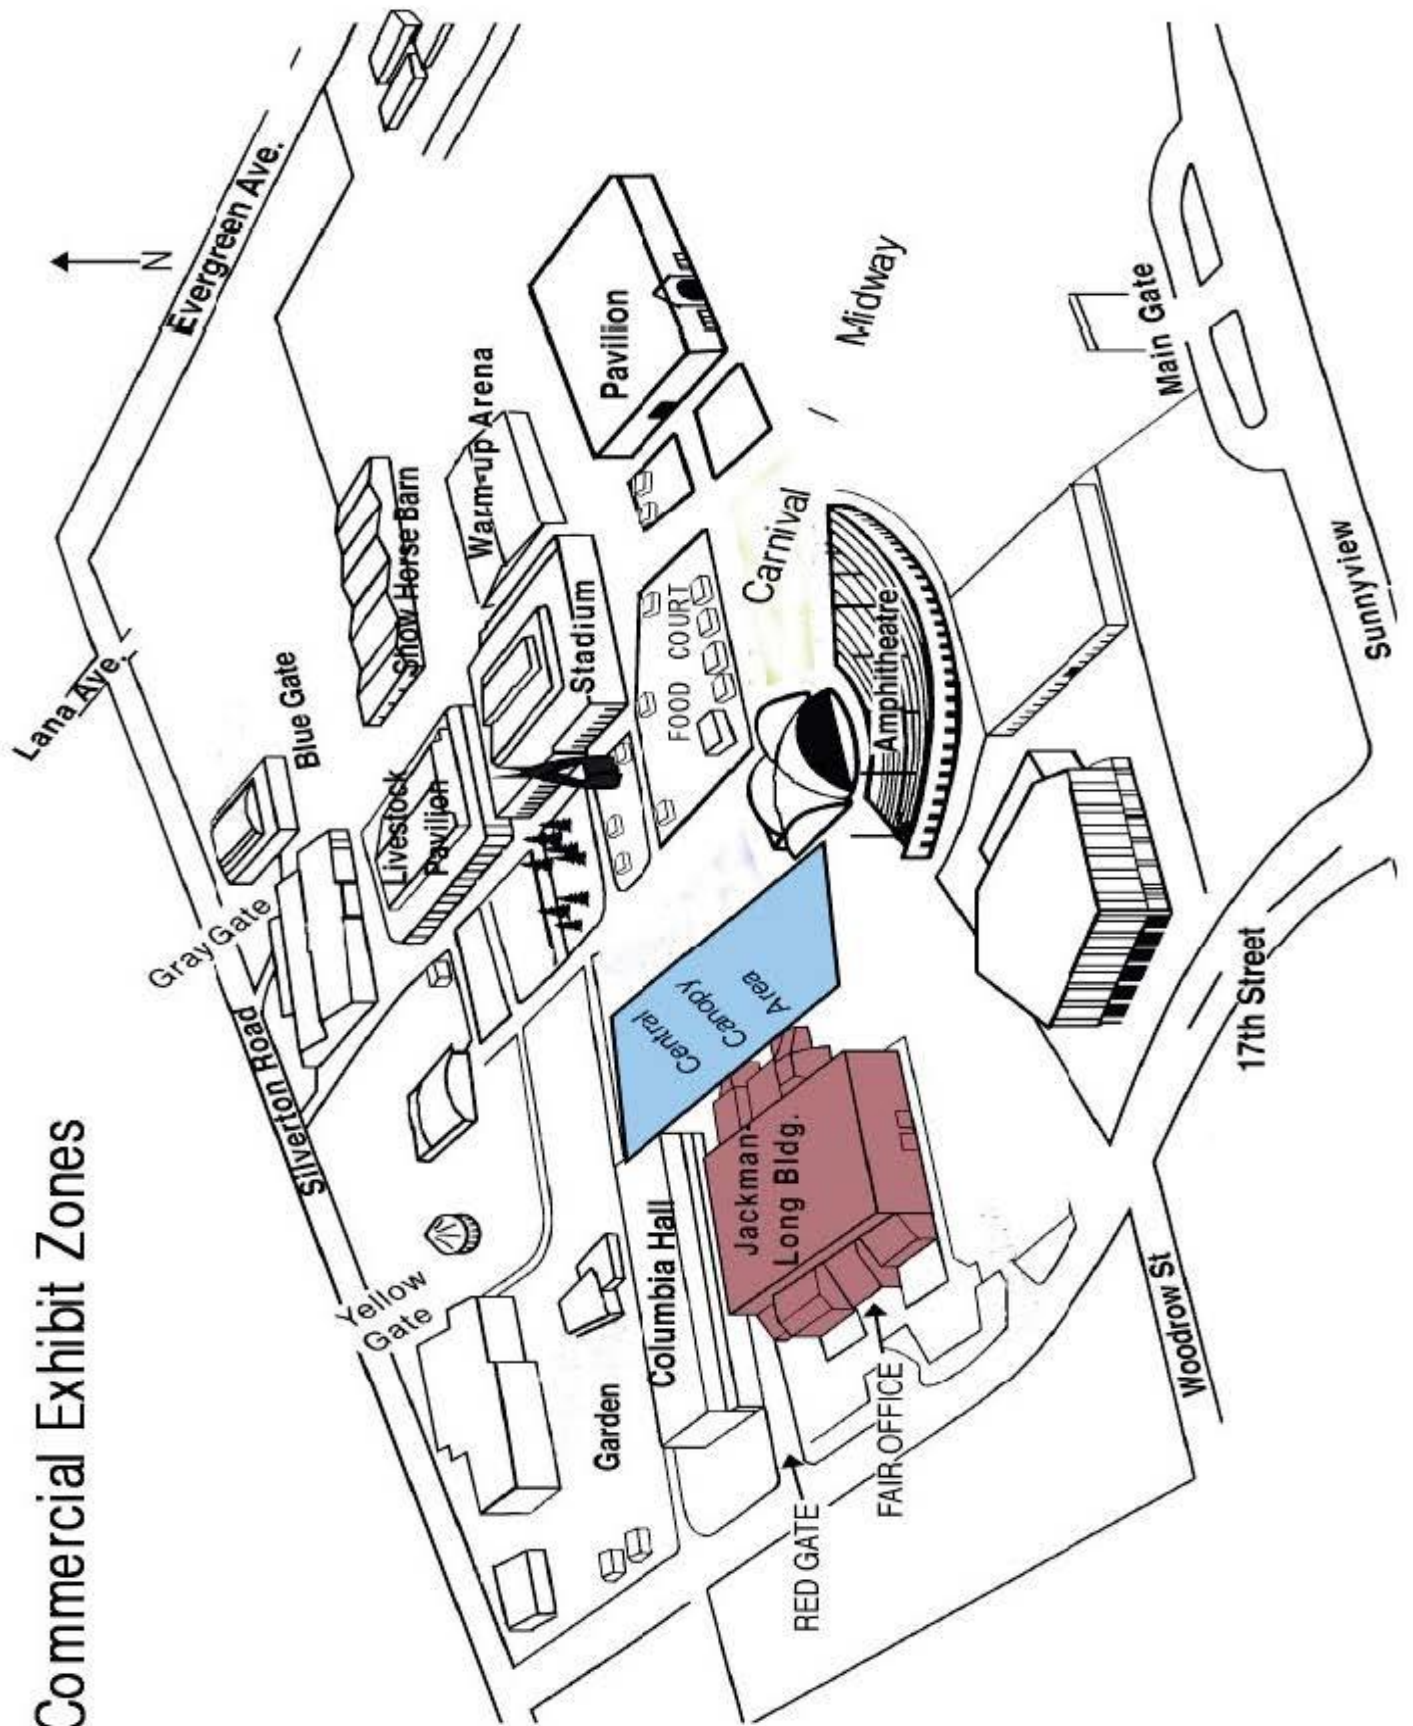 Commercial Exhibit Zones
N
Evergreen Ave.
Lana Ave.
Silverton Road
Gray Gate
Blue Gate
Yellow
Gate
Show Horse Barn
Warm-up Arena
Livestock
Pavilion
Stadium
Pavilion
FOOD COURT
Carnival
Midway
Amphitheatre
Central
Canopy
Area
Garden
Columbia Hall
Jackman-
Long Bldg.
RED GATE
FAIR OFFICE
Main Gate
Sunnyview
17th Street
Woodrow St